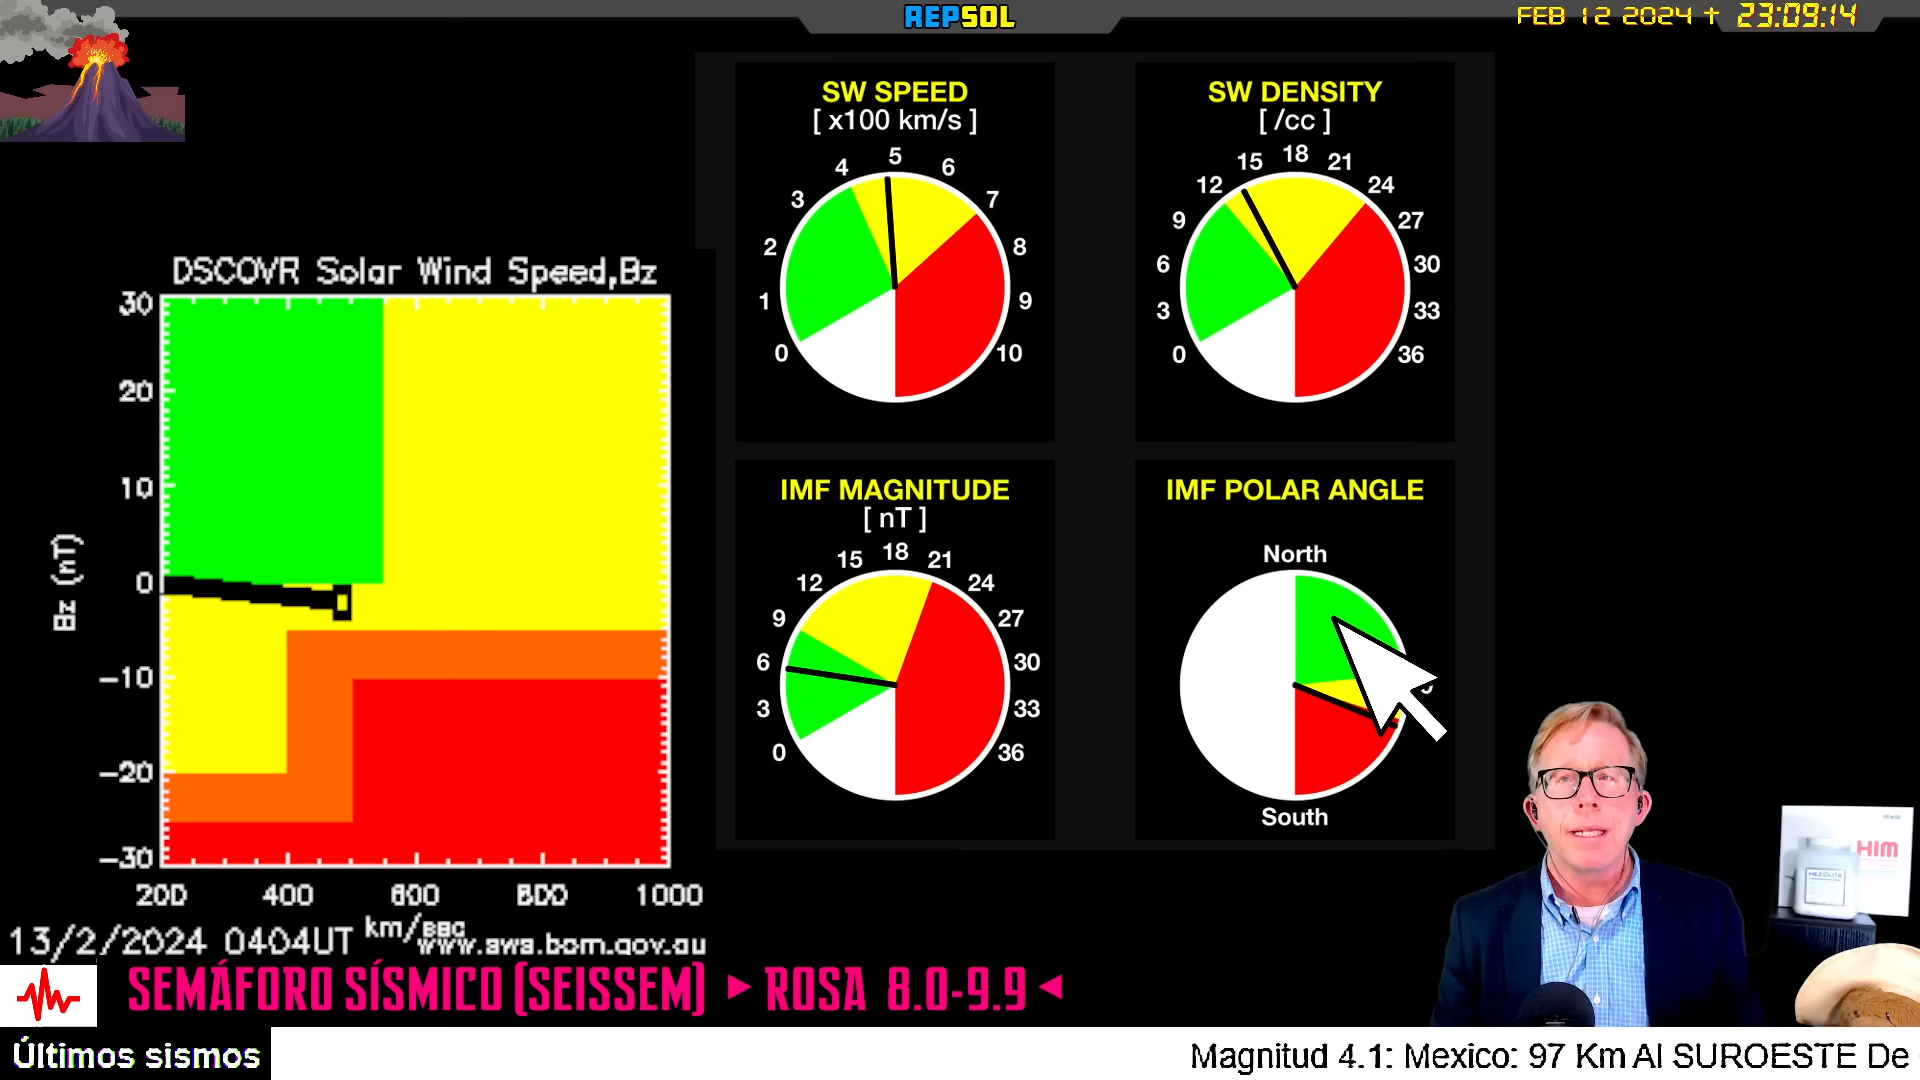 REPSOL
FEB 12 2024 † 23:09:14
SW SPEED
[ x100 km/s ]
0 1 2 3 4 5 6 7 8 9 10
SW DENSITY
[ /cc ]
0 3 6 9 12 15 18 21 24 27 30 33 36
DSCOVR Solar Wind Speed,Bz
30
20
10
0
-10
-20
-30
Bz (nT)
200 400 600 800 1000
km/sec
13/2/2024 0404UT
www.sws.bom.gov.au
IMF MAGNITUDE
[ nT ]
0 3 6 9 12 15 18 21 24 27 30 33 36
IMF POLAR ANGLE
North
South
HIM
SEMÁFORO SÍSMICO (SEISSEM) ► ROSA 8.0-9.9 ◄
Últimos sismos
Magnitud 4.1: Mexico: 97 Km Al SUROESTE De